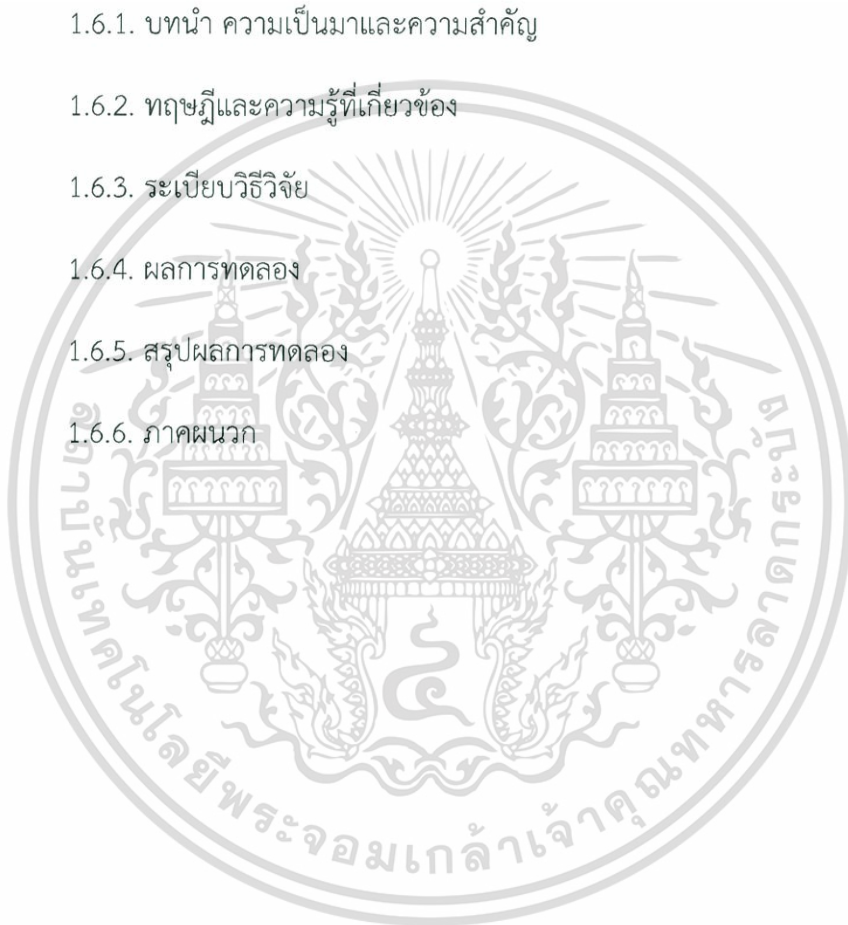 1.6.1. บทนำ ความเป็นมาและความสำคัญ
1.6.2. ทฤษฎีและความรู้ที่เกี่ยวข้อง
1.6.3. ระเบียบวิธีวิจัย
1.6.4. ผลการทดลอง
1.6.5. สรุปผลการทดลอง
1.6.6. ภาคผนวก
สถาบันเทคโนโลยีพระจอมเกล้าเจ้าคุณทหารลาดกระบัง
๔